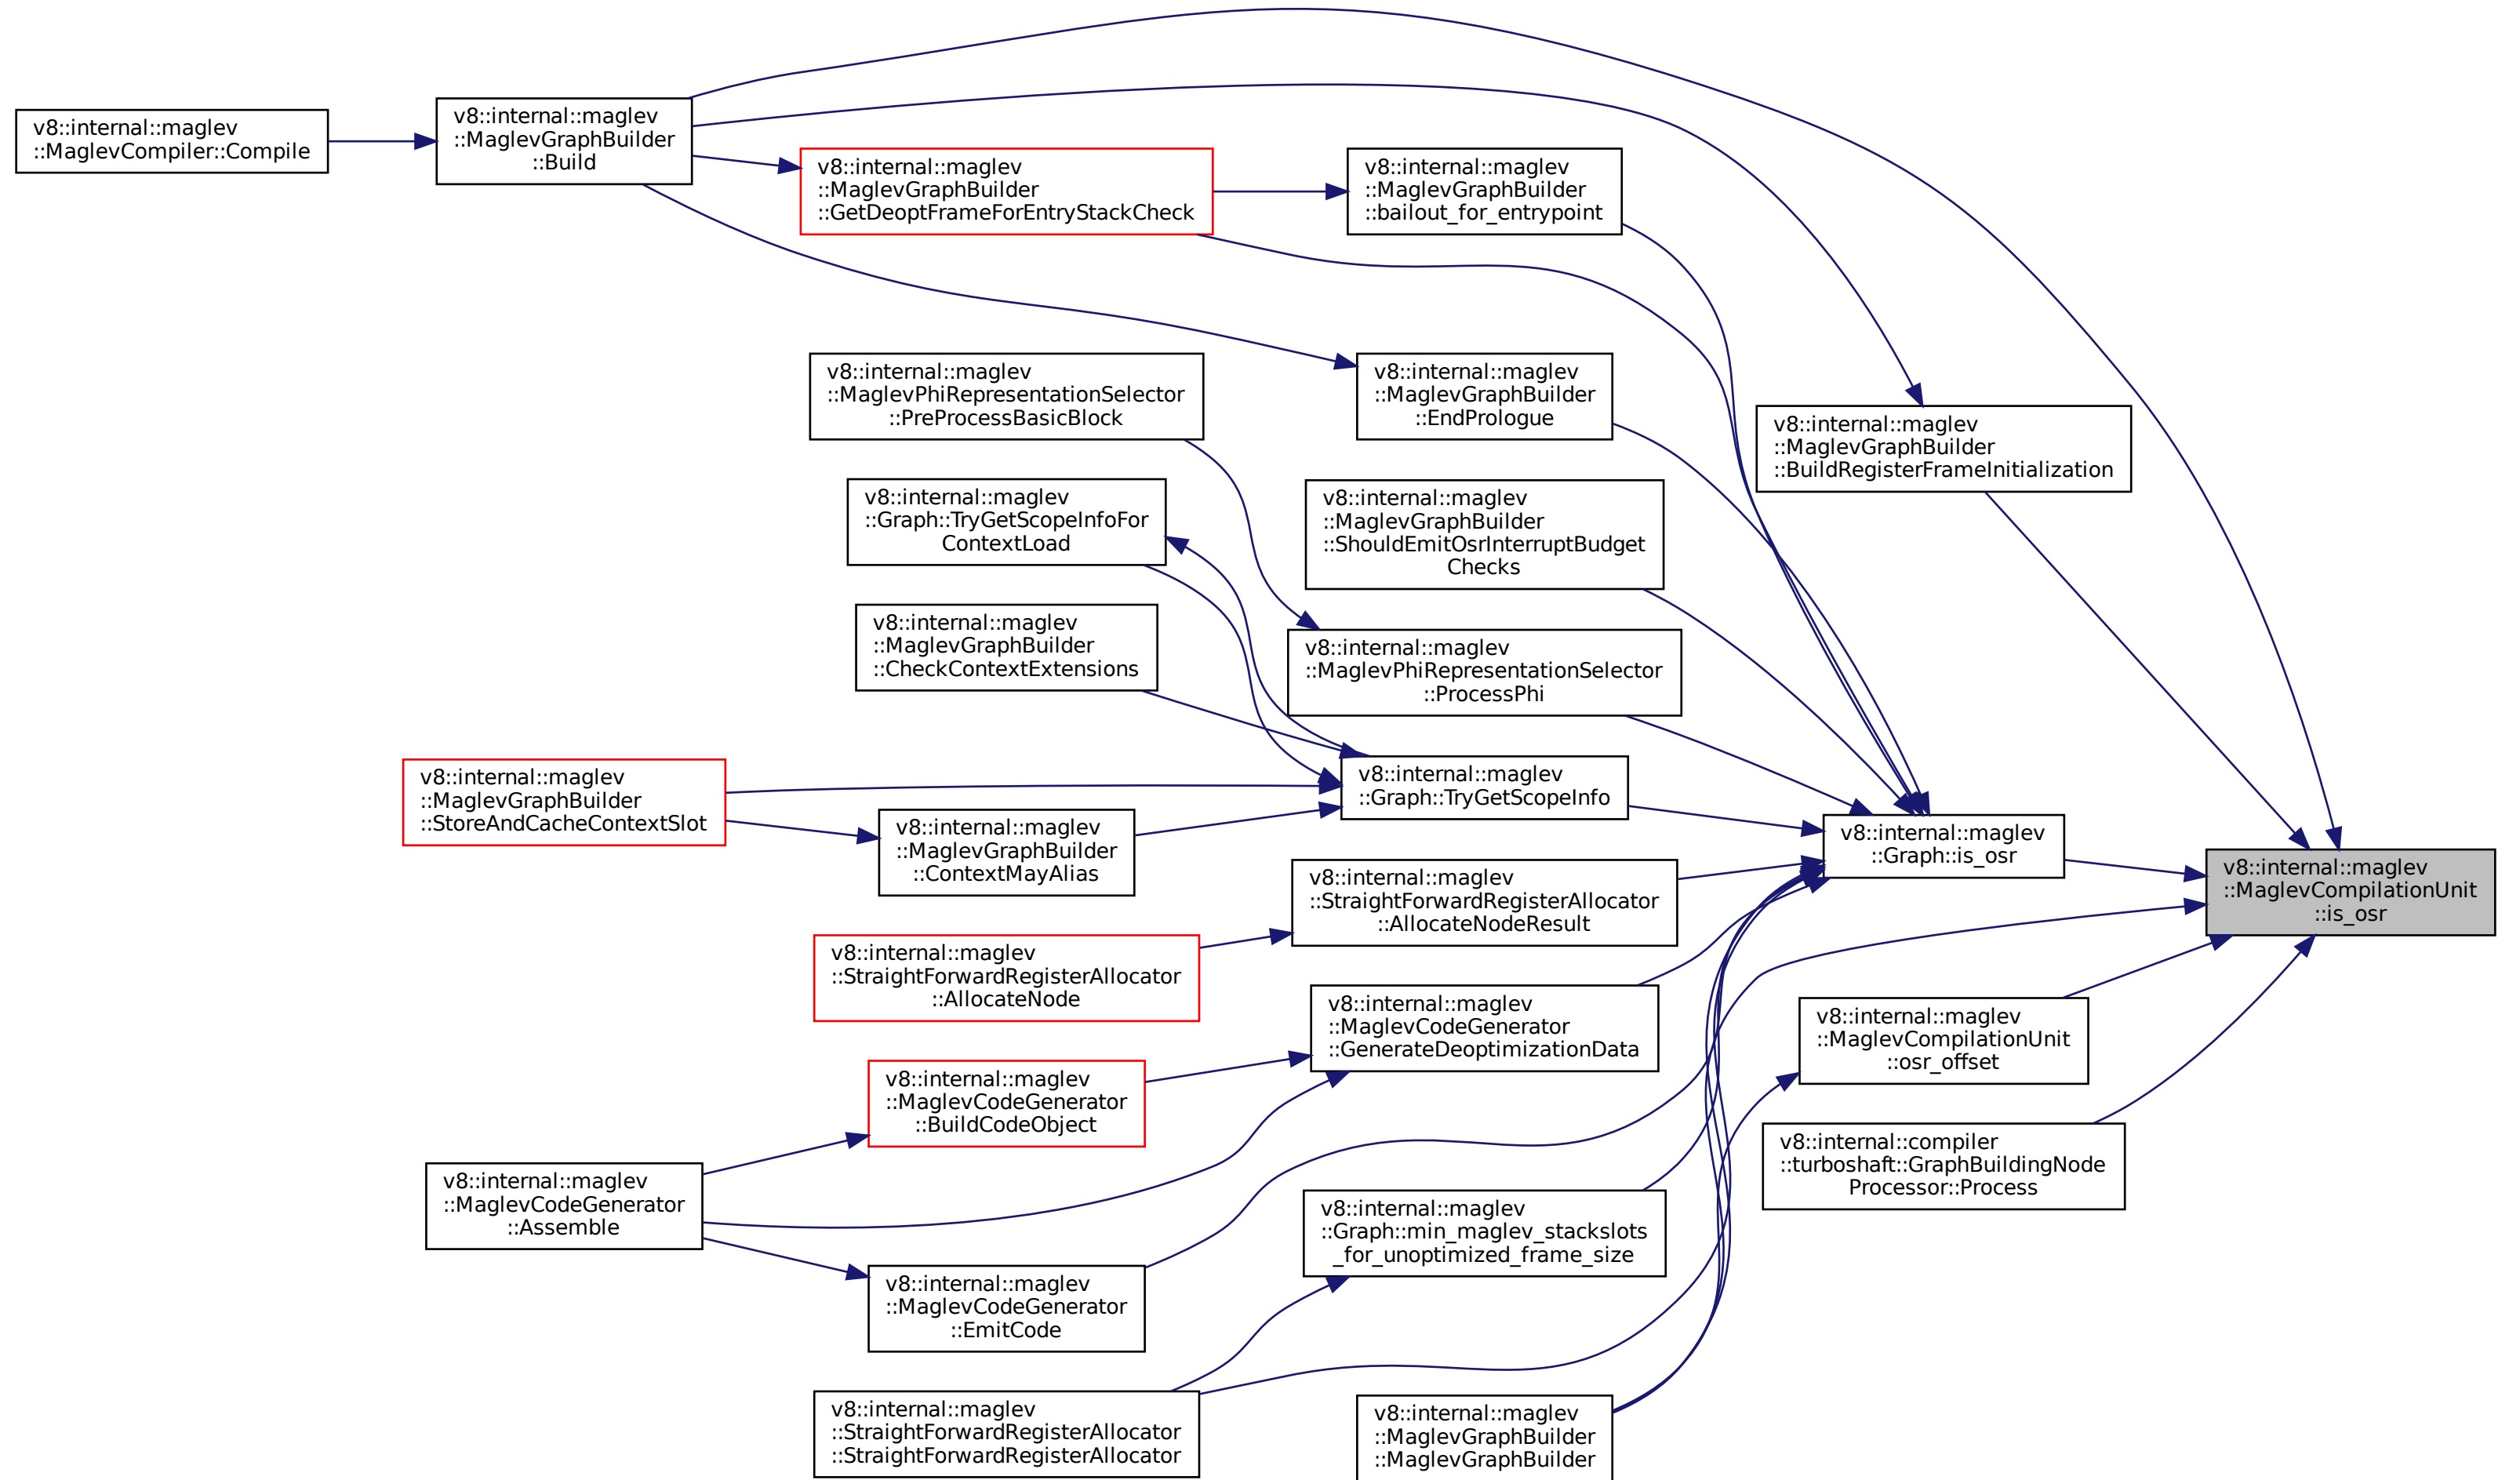 v8::internal::maglev
::MaglevCompiler::Compile
v8::internal::maglev
::MaglevGraphBuilder
::Build
v8::internal::maglev
::MaglevGraphBuilder
::GetDeoptFrameForEntryStackCheck
v8::internal::maglev
::MaglevGraphBuilder
::bailout_for_entrypoint
v8::internal::maglev
::MaglevPhiRepresentationSelector
::PreProcessBasicBlock
v8::internal::maglev
::MaglevGraphBuilder
::EndPrologue
v8::internal::maglev
::MaglevGraphBuilder
::BuildRegisterFrameInitialization
v8::internal::maglev
::Graph::TryGetScopeInfoFor
ContextLoad
v8::internal::maglev
::MaglevGraphBuilder
::ShouldEmitOsrInterruptBudget
Checks
v8::internal::maglev
::MaglevGraphBuilder
::CheckContextExtensions
v8::internal::maglev
::MaglevPhiRepresentationSelector
::ProcessPhi
v8::internal::maglev
::MaglevGraphBuilder
::StoreAndCacheContextSlot
v8::internal::maglev
::Graph::TryGetScopeInfo
v8::internal::maglev
::MaglevGraphBuilder
::ContextMayAlias
v8::internal::maglev
::Graph::is_osr
v8::internal::maglev
::MaglevCompilationUnit
::is_osr
v8::internal::maglev
::StraightForwardRegisterAllocator
::AllocateNodeResult
v8::internal::maglev
::StraightForwardRegisterAllocator
::AllocateNode
v8::internal::maglev
::MaglevCodeGenerator
::GenerateDeoptimizationData
v8::internal::maglev
::MaglevCompilationUnit
::osr_offset
v8::internal::maglev
::MaglevCodeGenerator
::BuildCodeObject
v8::internal::compiler
::turboshaft::GraphBuildingNode
Processor::Process
v8::internal::maglev
::MaglevCodeGenerator
::Assemble
v8::internal::maglev
::Graph::min_maglev_stackslots
_for_unoptimized_frame_size
v8::internal::maglev
::MaglevCodeGenerator
::EmitCode
v8::internal::maglev
::StraightForwardRegisterAllocator
::StraightForwardRegisterAllocator
v8::internal::maglev
::MaglevGraphBuilder
::MaglevGraphBuilder